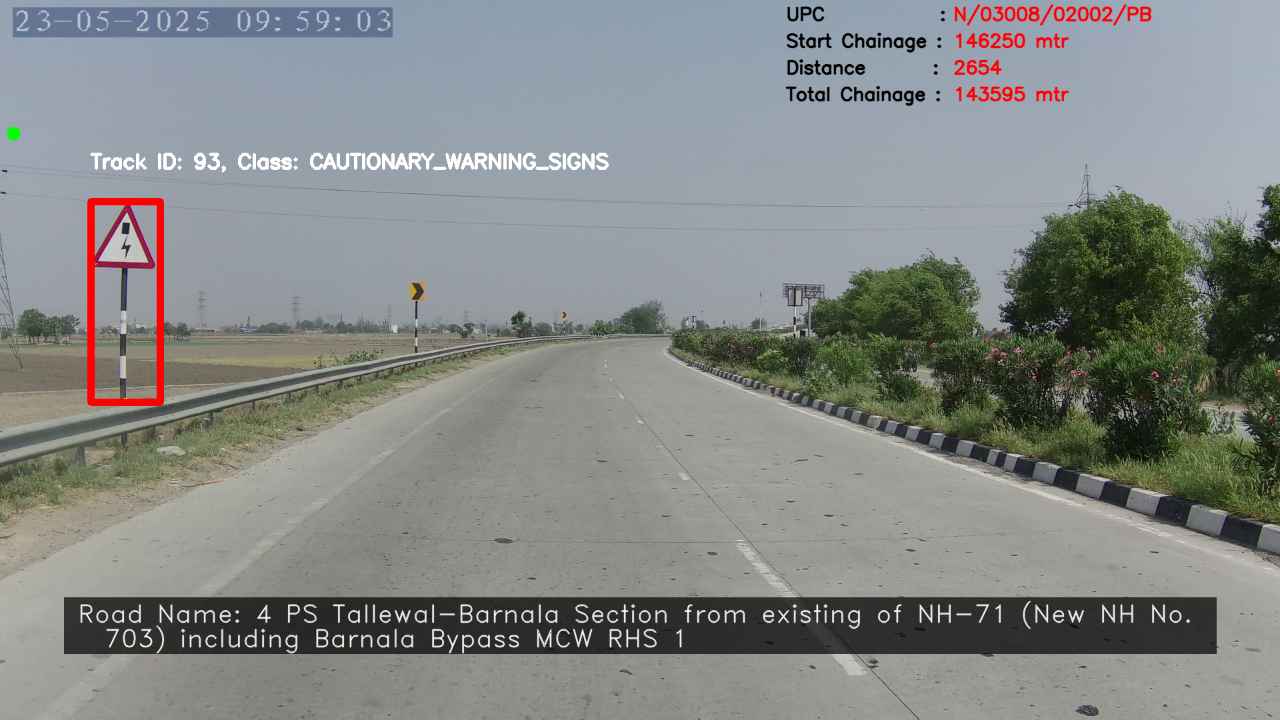 23-05-2025 09:59:03
UPC : N/03008/02002/PB
Start Chainage : 146250 mtr
Distance : 2654
Total Chainage : 143595 mtr
Track ID: 93, Class: CAUTIONARY_WARNING_SIGNS
Road Name: 4 PS Tallewal-Barnala Section from existing of NH-71 (New NH No.
703) including Barnala Bypass MCW RHS 1